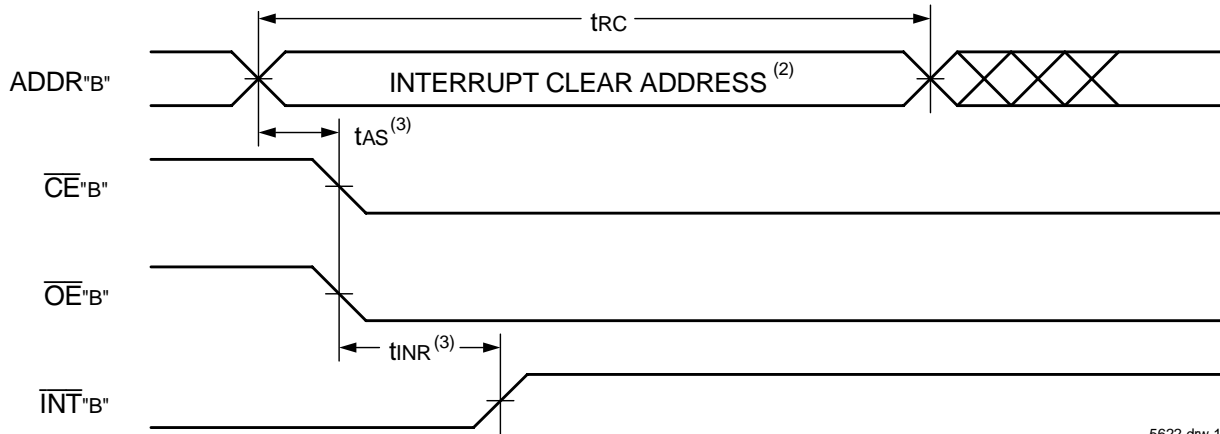 tRC
ADDR"B"
INTERRUPT CLEAR ADDRESS (2)
tAS(3)
CE"B"
OE"B"
tINR(3)
INT"B"